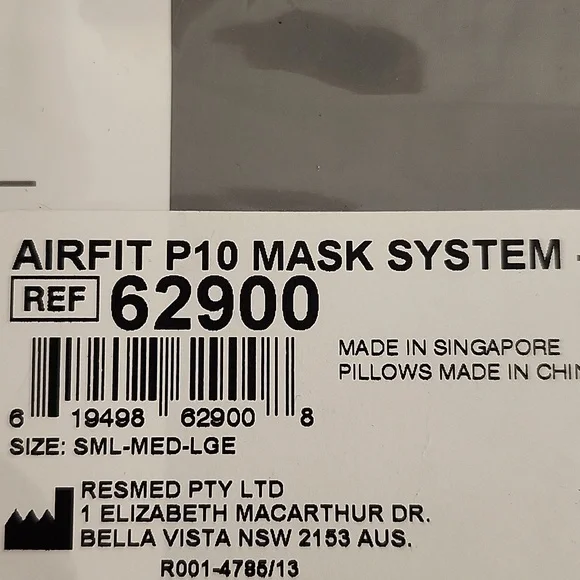 AIRFIT P10 MASK SYSTEM -
REF 62900
MADE IN SINGAPORE
PILLOWS MADE IN CHIN
6 19498 62900 8
SIZE: SML-MED-LGE
RESMED PTY LTD
1 ELIZABETH MACARTHUR DR.
BELLA VISTA NSW 2153 AUS.
R001-4785/13